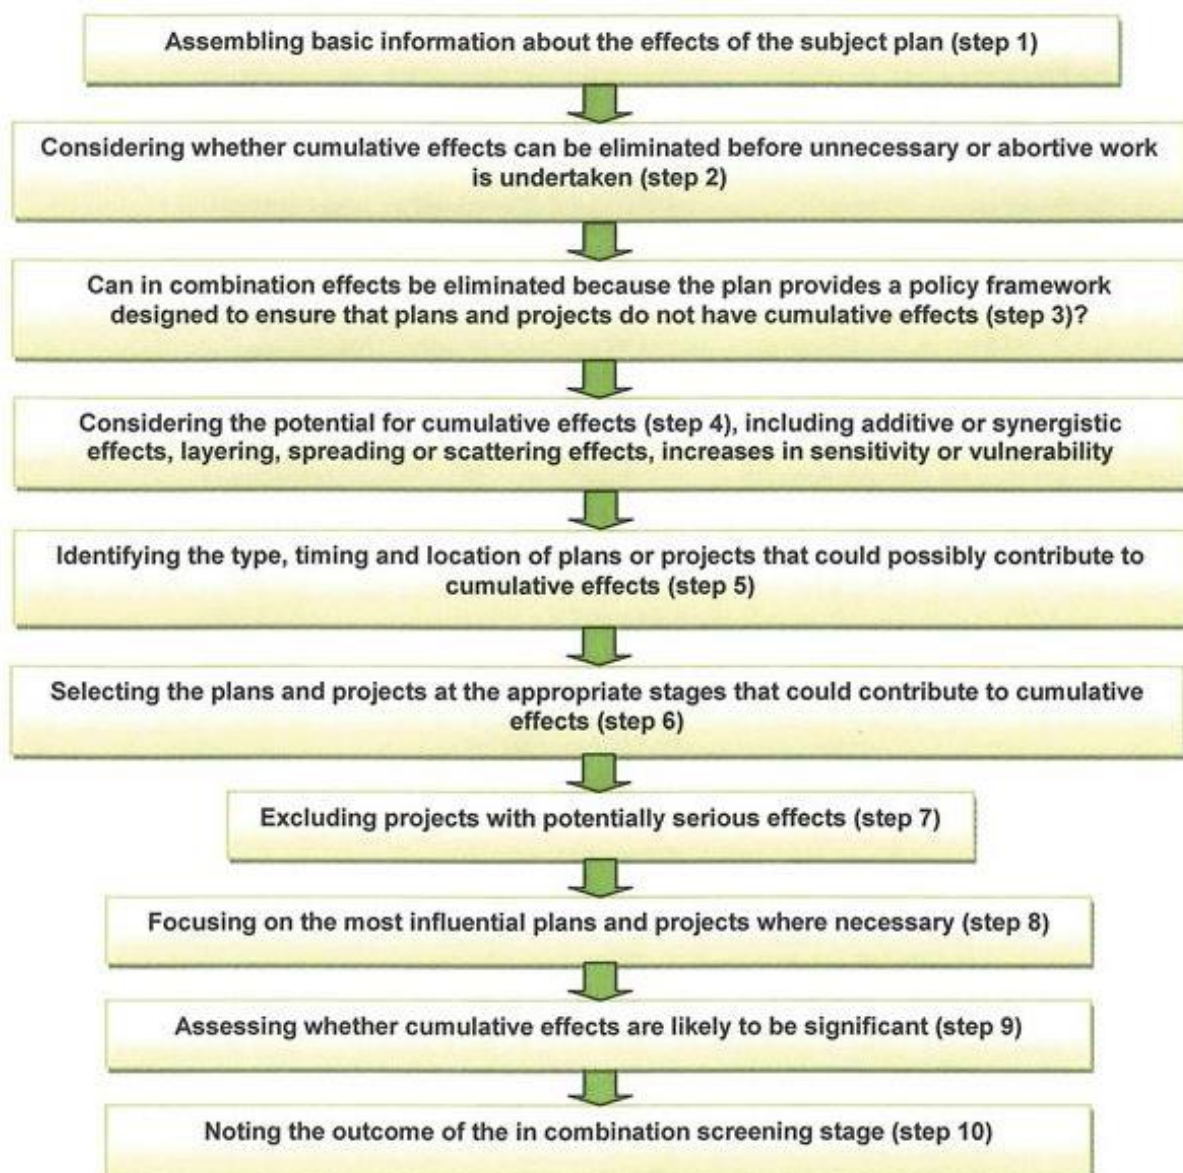 Assembling basic information about the effects of the subject plan (step 1)
Considering whether cumulative effects can be eliminated before unnecessary or abortive work
is undertaken (step 2)
Can in combination effects be eliminated because the plan provides a policy framework
designed to ensure that plans and projects do not have cumulative effects (step 3)?
Considering the potential for cumulative effects (step 4), including additive or synergistic
effects, layering, spreading or scattering effects, increases in sensitivity or vulnerability
Identifying the type, timing and location of plans or projects that could possibly contribute to
cumulative effects (step 5)
Selecting the plans and projects at the appropriate stages that could contribute to cumulative
effects (step 6)
Excluding projects with potentially serious effects (step 7)
Focusing on the most influential plans and projects where necessary (step 8)
Assessing whether cumulative effects are likely to be significant (step 9)
Noting the outcome of the in combination screening stage (step 10)